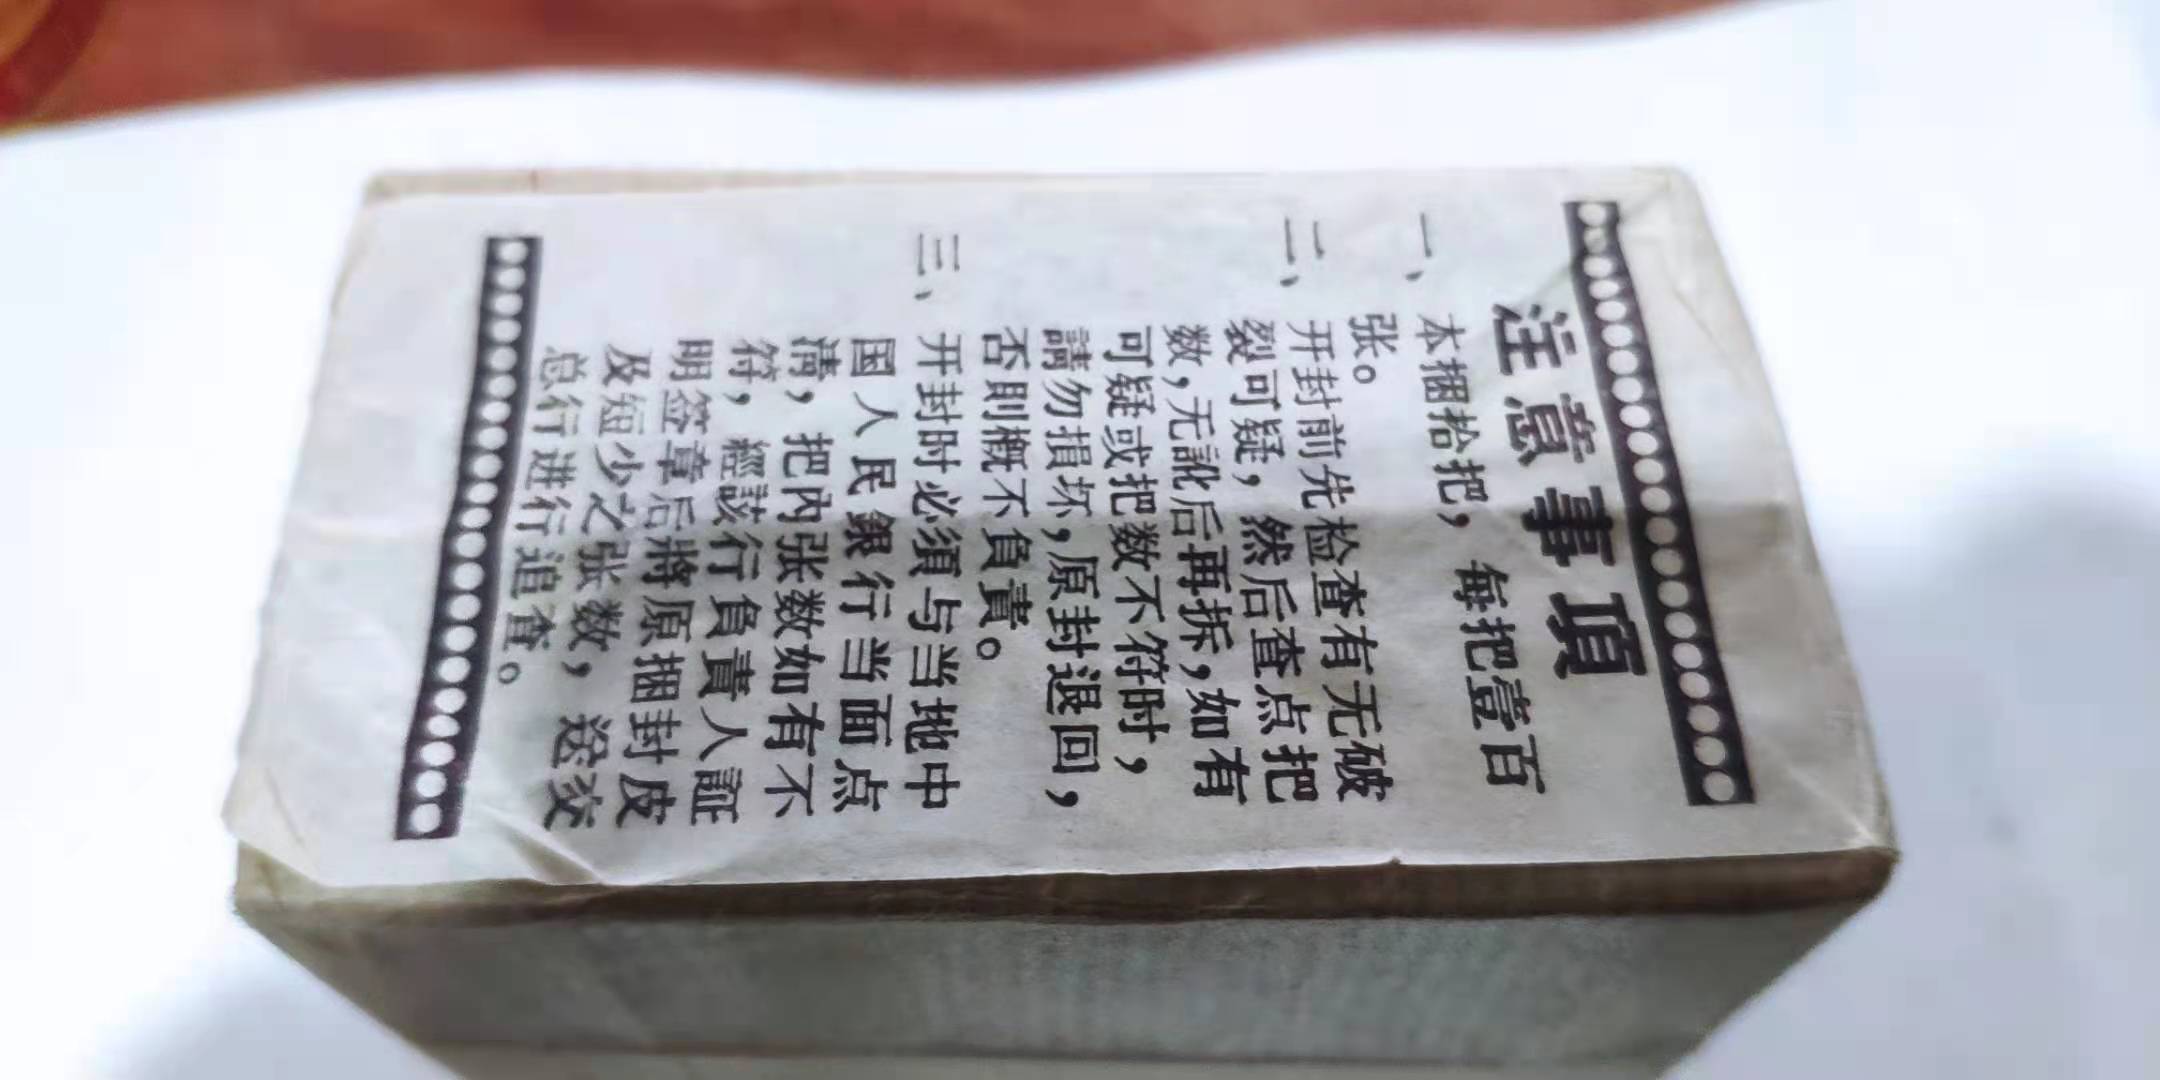 注意事項
一、本捆拾把，每把壹百
张。
二、开封前先检查有无破
裂可疑，然后查点把
数，无訛后再拆，如有
可疑或把数不符时，
請勿損坏，原封退回，
否則概不負責。
三、开封时必須与当地中
国人民銀行当面点
清，把內张数如有不
符，經該行負責人証
明签章后將原捆封皮
及短少之张数，送交
总行进行追查。